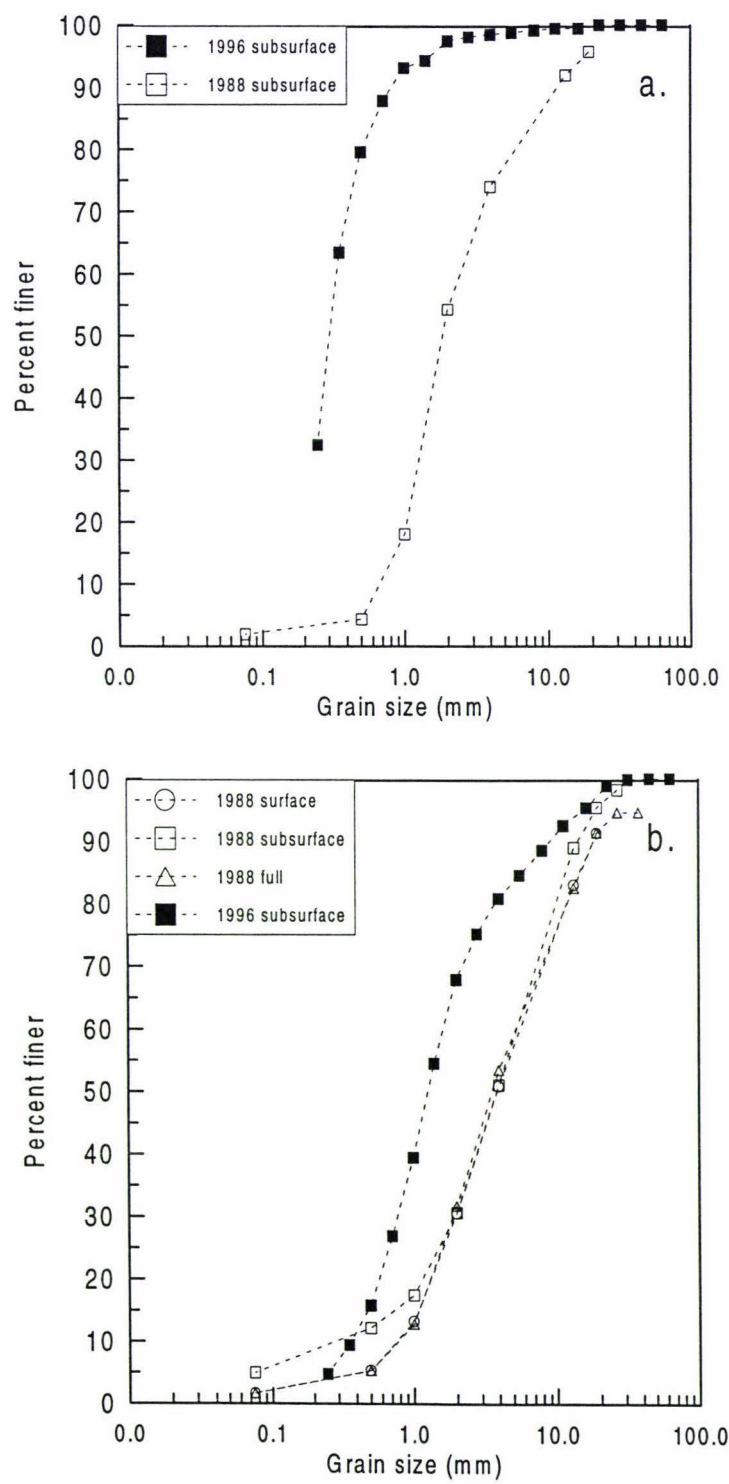 100
90
80
70
60
50
40
30
20
10
0
Percent finer
1996 subsurface
1988 subsurface
a.
0.0 0.1 1.0 10.0 100.0
Grain size (mm)
100
90
80
70
60
50
40
30
20
10
0
Percent finer
1988 surface
1988 subsurface
1988 full
1996 subsurface
b.
0.0 0.1 1.0 10.0 100.0
Grain size (mm)